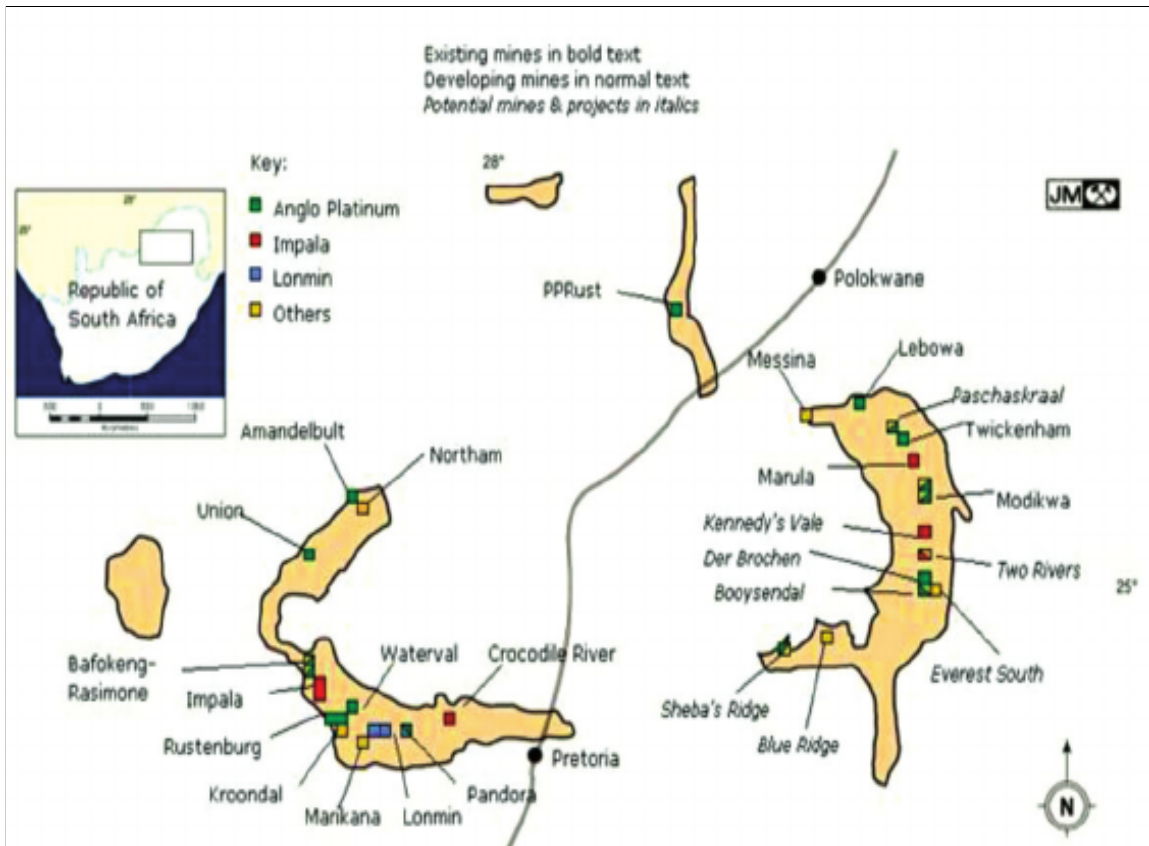 Existing mines in bold text
Developing mines in normal text
Potential mines & projects in italics
Key:
Anglo Platinum
Impala
Lonmin
Others
28°
JM
Republic of
South Africa
PPRust
Polokwane
Messina
Lebowa
Paschaskraal
Twickenham
Marula
Modikwa
Kennedy's Vale
Der Brochen
Two Rivers
Booysendal
25°
Everest South
Sheba's Ridge
Blue Ridge
Amandelbult
Northam
Union
Bafokeng-
Rasimone
Waterval
Crocodile River
Impala
Rustenburg
Kroondal
Marikana
Lonmin
Pandora
Pretoria
N